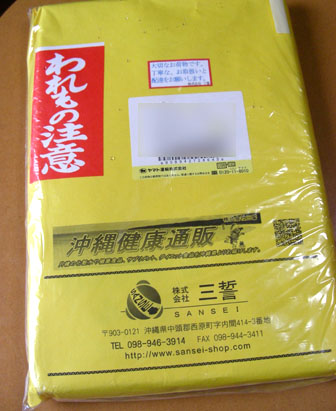 われもの注意
大切なお荷物です。
丁寧な、お取扱いと
配達をお願いします。
ヤマト運輸株式会社
沖縄健康通販
株式会社 三誓
SANSEI
〒903-0121 沖縄県中頭郡西原町字内間414-3番地
TEL 098-946-3914 FAX 098-944-3411
http://www.sansei-shop.com/